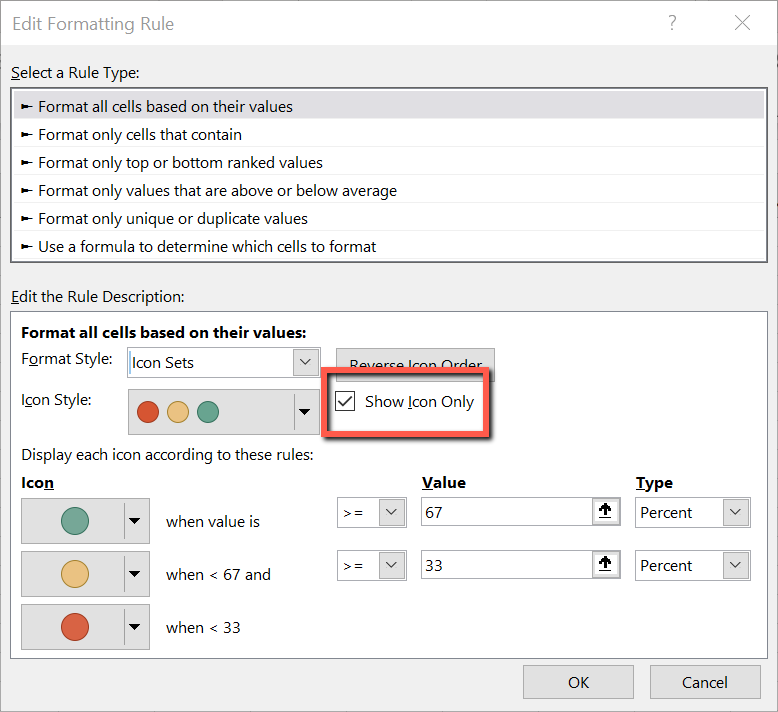 Edit Formatting Rule ?
Select a Rule Type:
► Format all cells based on their values
► Format only cells that contain
► Format only top or bottom ranked values
► Format only values that are above or below average
► Format only unique or duplicate values
► Use a formula to determine which cells to format
Edit the Rule Description:
Format all cells based on their values:
Format Style: Icon Sets Reverse Icon Order
Icon Style: Show Icon Only
Display each icon according to these rules:
Icon Value Type
when value is >= 67 Percent
when < 67 and >= 33 Percent
when < 33
OK Cancel